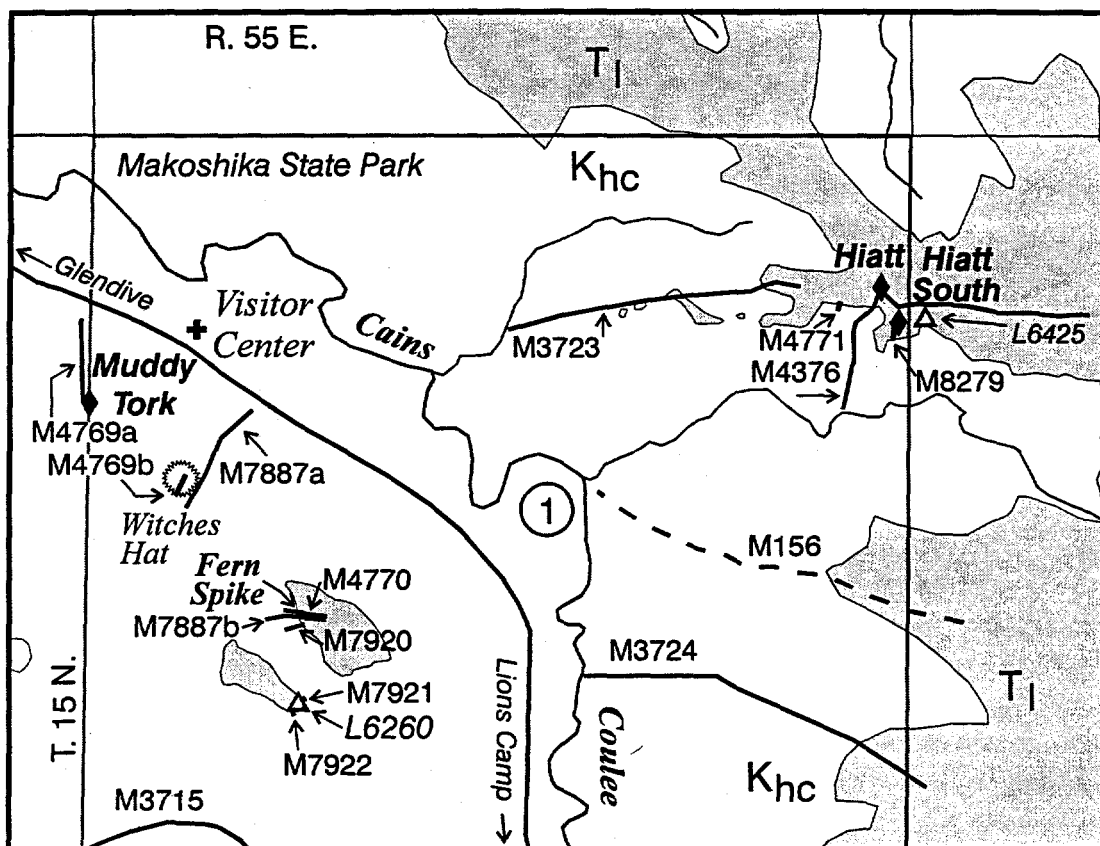 R. 55 E.
Tl
Makoshika State Park
Khc
Glendive
Visitor
Center
Cains
Hiatt
Hiatt
South
M3723
M4771
M4376
L6425
M8279
Muddy
Tork
M4769a
M4769b
M7887a
Witches
Hat
1
M156
Fern
Spike
M4770
M7887b
M7920
M3724
M7921
L6260
M7922
T. 15 N.
Lions Camp
Coulee
Tl
Khc
M3715